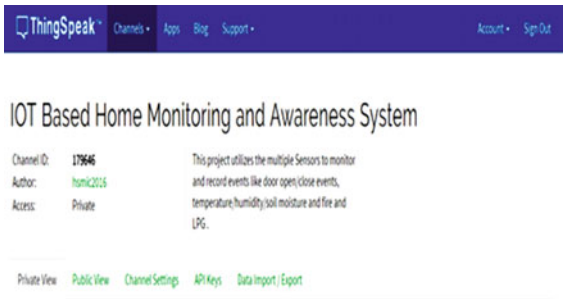 ThingSpeak™ Channels Apps Blog Support Account Sign Out
IOT Based Home Monitoring and Awareness System
Channel ID: 179646
Author: hsmic2016
Access: Private
This project utilizes the multiple Sensors to monitor
and record events like door open/close events,
temperature/humidity/soil moisture and fire and
LPG .
Private View Public View Channel Settings API Keys Data Import / Export